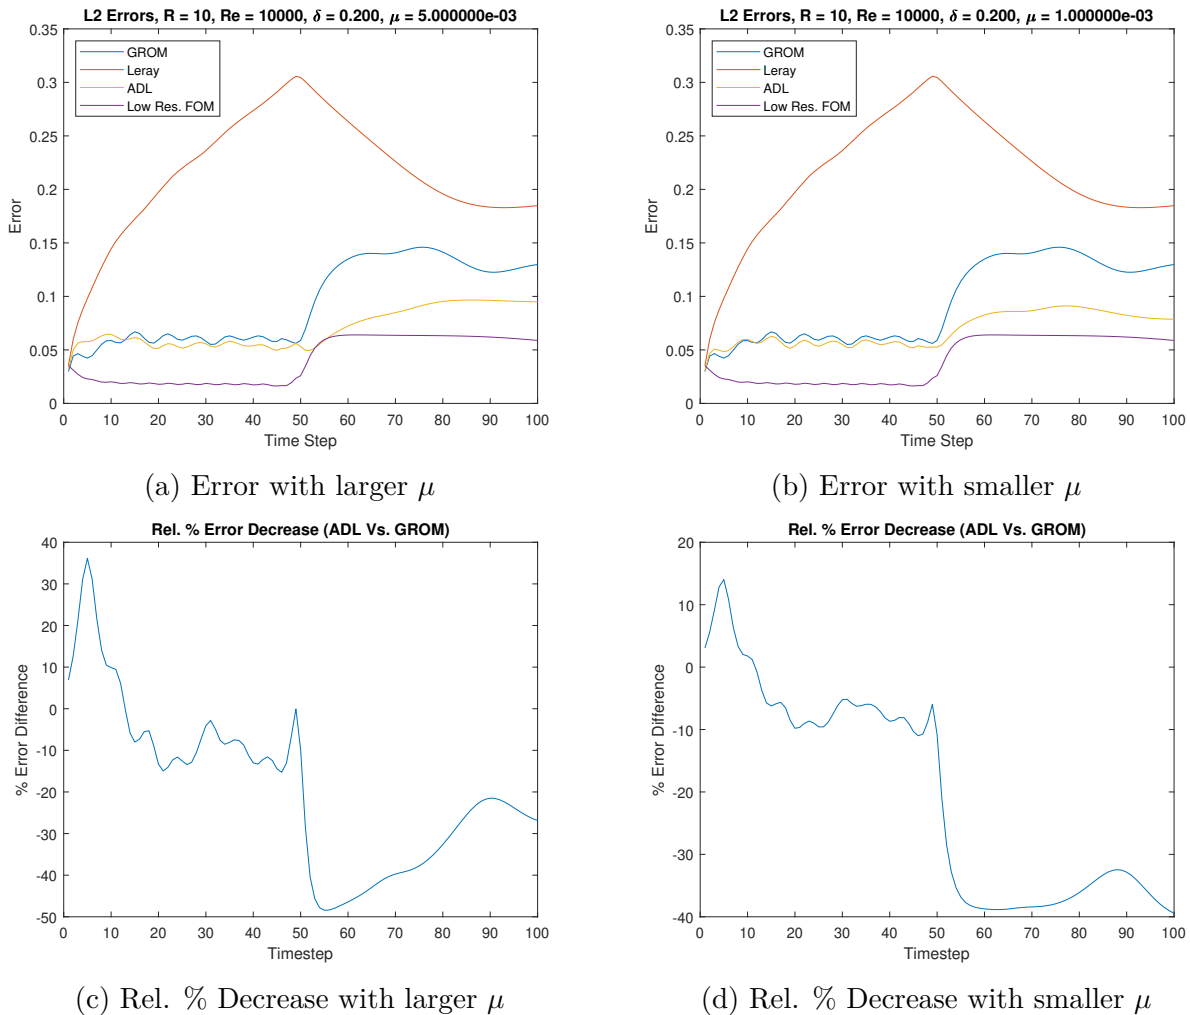 L2 Errors, R = 10, Re = 10000, δ = 0.200, μ = 5.000000e-03
0.35
0.3
0.25
0.2
0.15
0.1
0.05
0
Error
GROM
Leray
ADL
Low Res. FOM
0 10 20 30 40 50 60 70 80 90 100
Time Step
(a) Error with larger μ
L2 Errors, R = 10, Re = 10000, δ = 0.200, μ = 1.000000e-03
0.35
0.3
0.25
0.2
0.15
0.1
0.05
0
Error
GROM
Leray
ADL
Low Res. FOM
0 10 20 30 40 50 60 70 80 90 100
Time Step
(b) Error with smaller μ
Rel. % Error Decrease (ADL Vs. GROM)
40
30
20
10
0
-10
-20
-30
-40
-50
% Error Difference
0 10 20 30 40 50 60 70 80 90 100
Timestep
(c) Rel. % Decrease with larger μ
Rel. % Error Decrease (ADL Vs. GROM)
20
10
0
-10
-20
-30
-40
% Error Difference
0 10 20 30 40 50 60 70 80 90 100
Timestep
(d) Rel. % Decrease with smaller μ